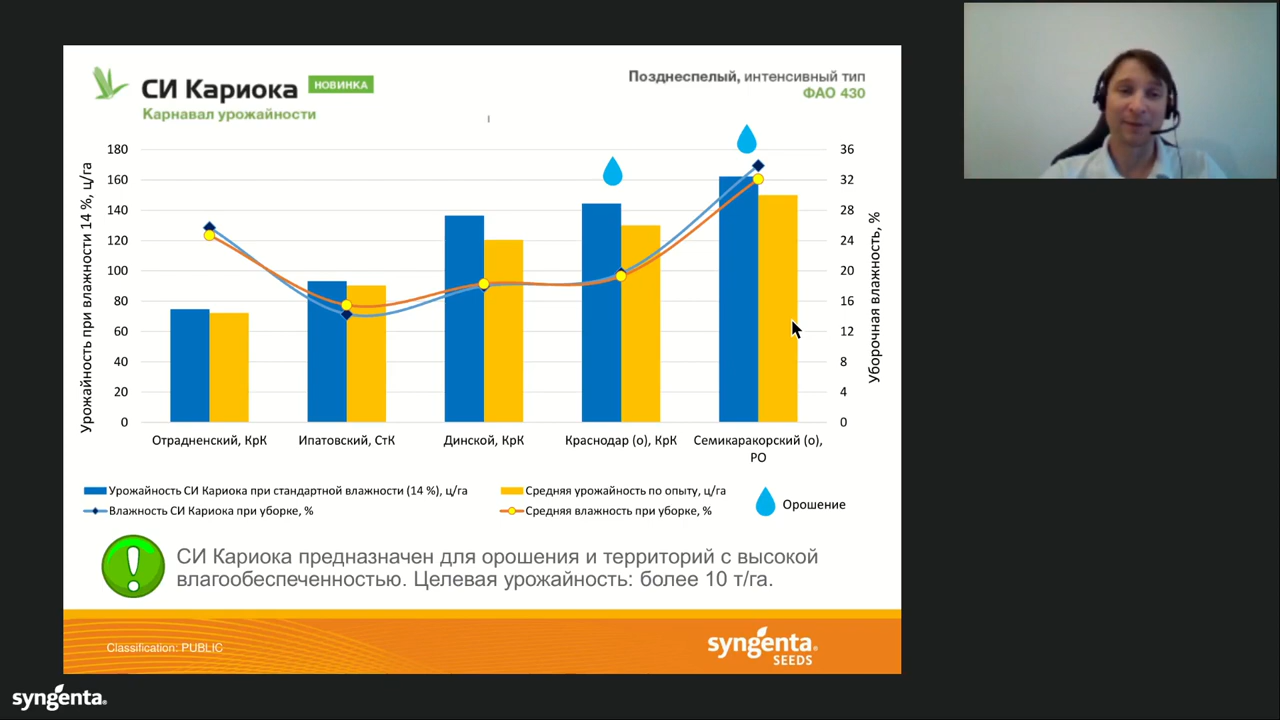 СИ Кариока НОВИНКА
Карнавал урожайности
Позднеспелый, интенсивный тип
ФАО 430
Урожайность при влажности 14 %, ц/га
180
160
140
120
100
80
60
40
20
0
36
32
28
24
20
16
12
8
4
0
Уборочная влажность, %
Отрадненский, КрК
Ипатовский, СтК
Динской, КрК
Краснодар (о), КрК
Семикаракорский (о),
РО
Урожайность СИ Кариока при стандартной влажности (14 %), ц/га
Средняя урожайность по опыту, ц/га
Влажность СИ Кариока при уборке, %
Средняя влажность при уборке, %
Орошение
СИ Кариока предназначен для орошения и территорий с высокой
влагообеспеченностью. Целевая урожайность: более 10 т/га.
Classification: PUBLIC
syngenta.
SEEDS
syngenta.